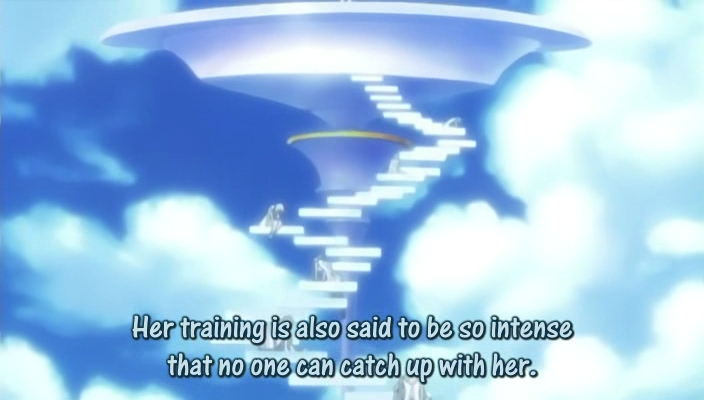 Her training is also said to be so intense
that no one can catch up with her.